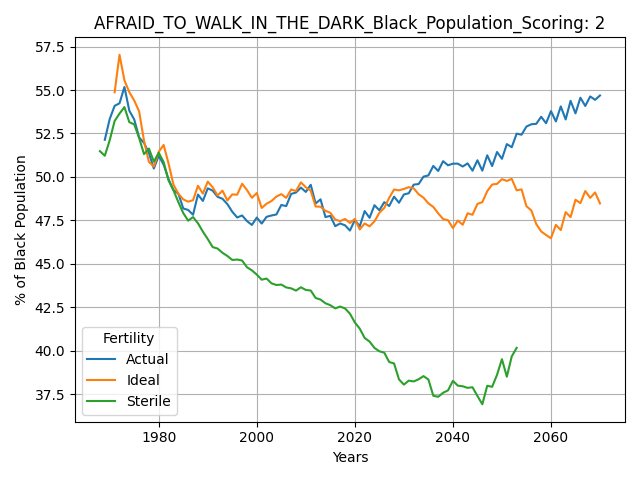 AFRAID_TO_WALK_IN_THE_DARK_Black_Population_Scoring: 2
% of Black Population
57.5
55.0
52.5
50.0
47.5
45.0
42.5
40.0
37.5
Fertility
Actual
Ideal
Sterile
1980
2000
2020
2040
2060
Years